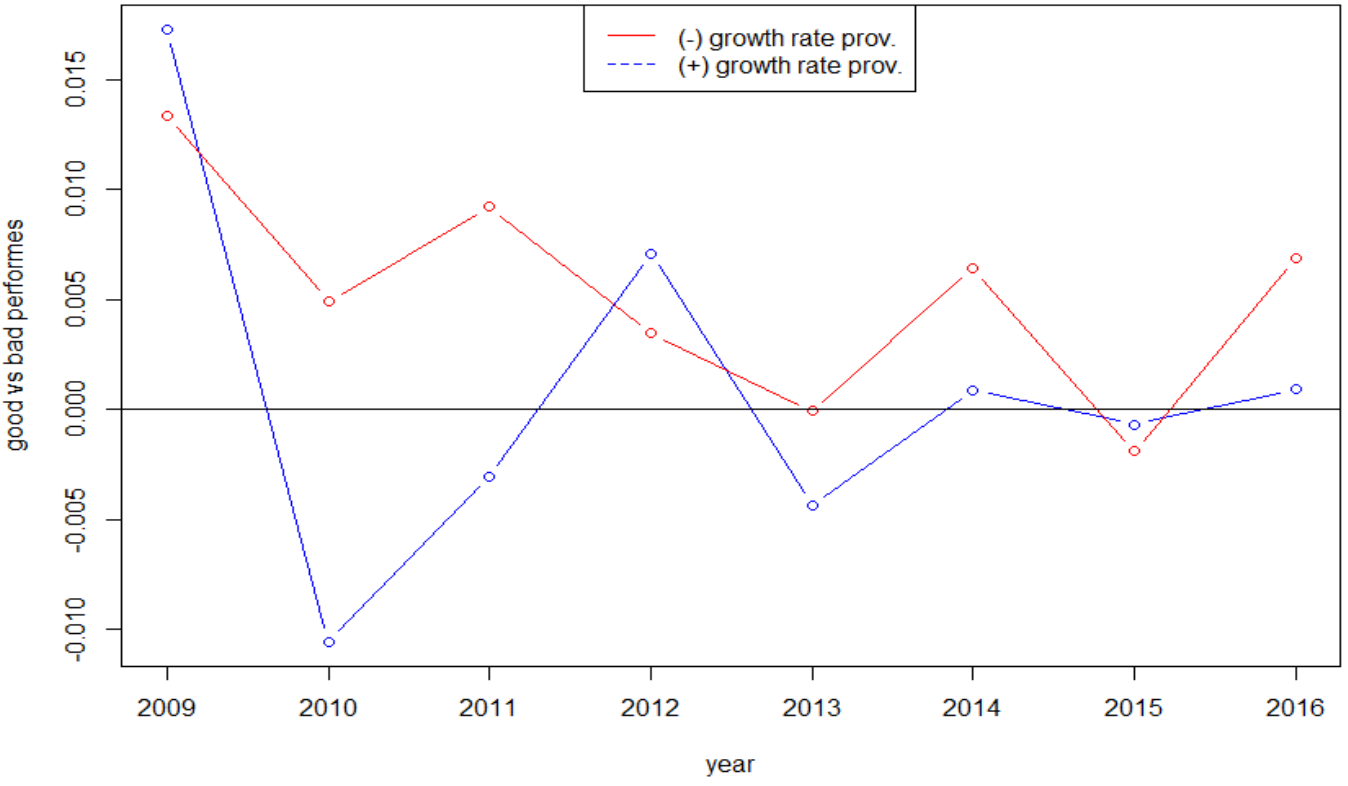 (-) growth rate prov.
(+) growth rate prov.
good vs bad performes
0.015
0.010
0.005
0.000
-0.005
-0.010
2009 2010 2011 2012 2013 2014 2015 2016
year